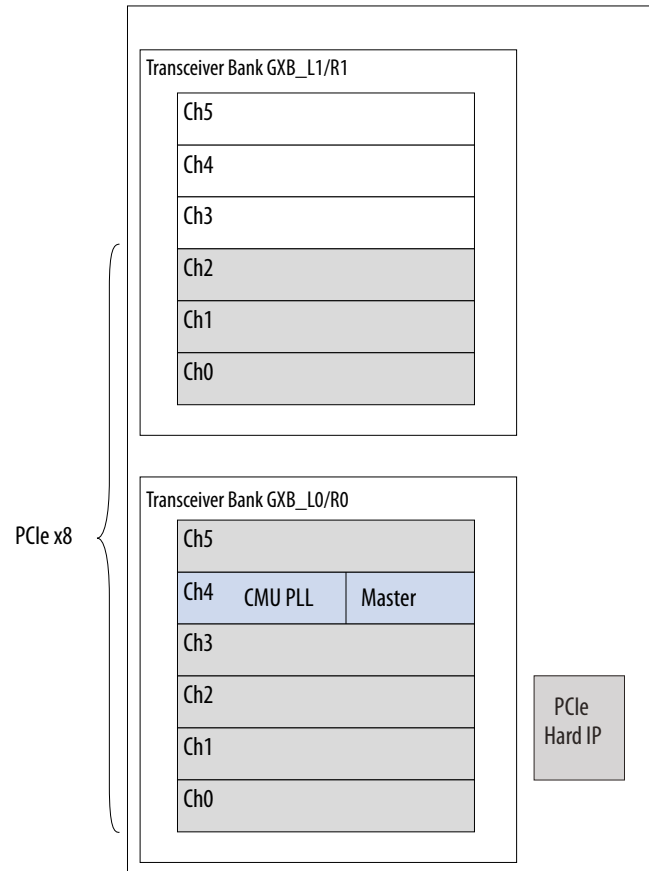 Transceiver Bank GXB_L1/R1
Ch5
Ch4
Ch3
Ch2
Ch1
Ch0
Transceiver Bank GXB_L0/R0
PCIe x8
Ch5
Ch4 CMU PLL Master
Ch3
Ch2
Ch1
Ch0
PCIe
Hard IP